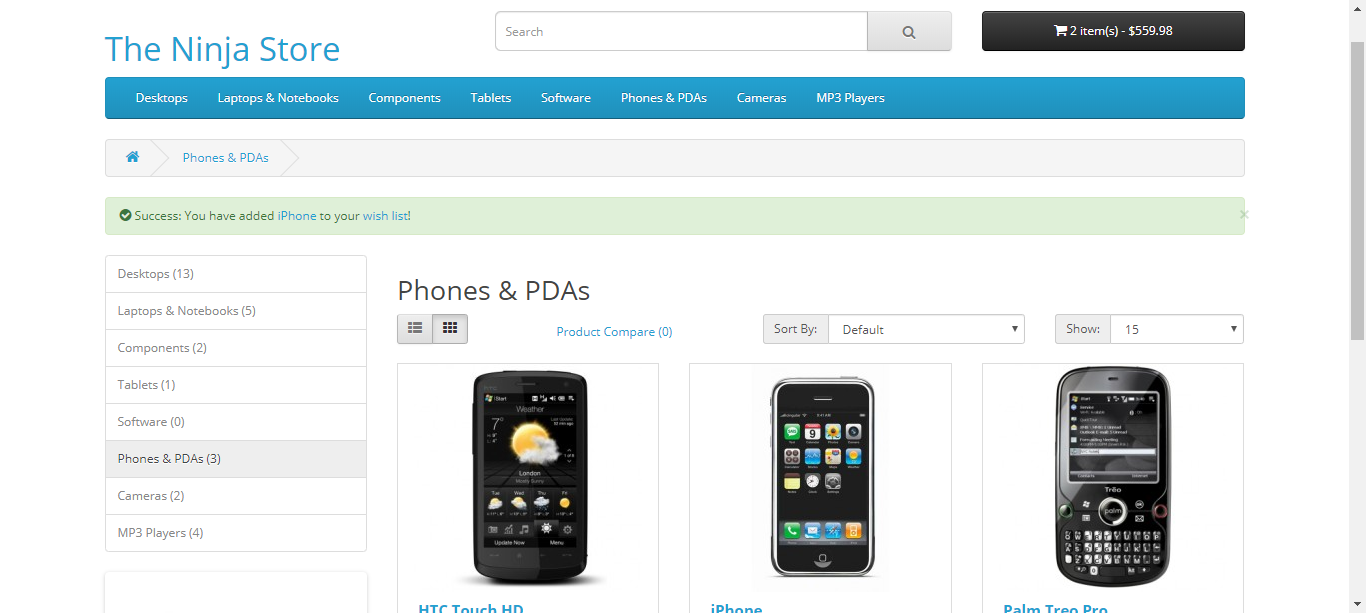 Search
2 item(s) - $559.98
The Ninja Store
Desktops
Laptops & Notebooks
Components
Tablets
Software
Phones & PDAs
Cameras
MP3 Players
Phones & PDAs
Success: You have added iPhone to your wish list!
×
Desktops (13)
Laptops & Notebooks (5)
Components (2)
Tablets (1)
Software (0)
Phones & PDAs (3)
Cameras (2)
MP3 Players (4)
Phones & PDAs
Product Compare (0)
Sort By:
Default
Show:
15
Start
Weather
7°
London
Mostly Sunny
Tue
Wed
Thu
Fri
Update Now
Menu
9
Start
Contacts
Treo
palm
HTC Touch HD
iPhone
Palm Treo Pro